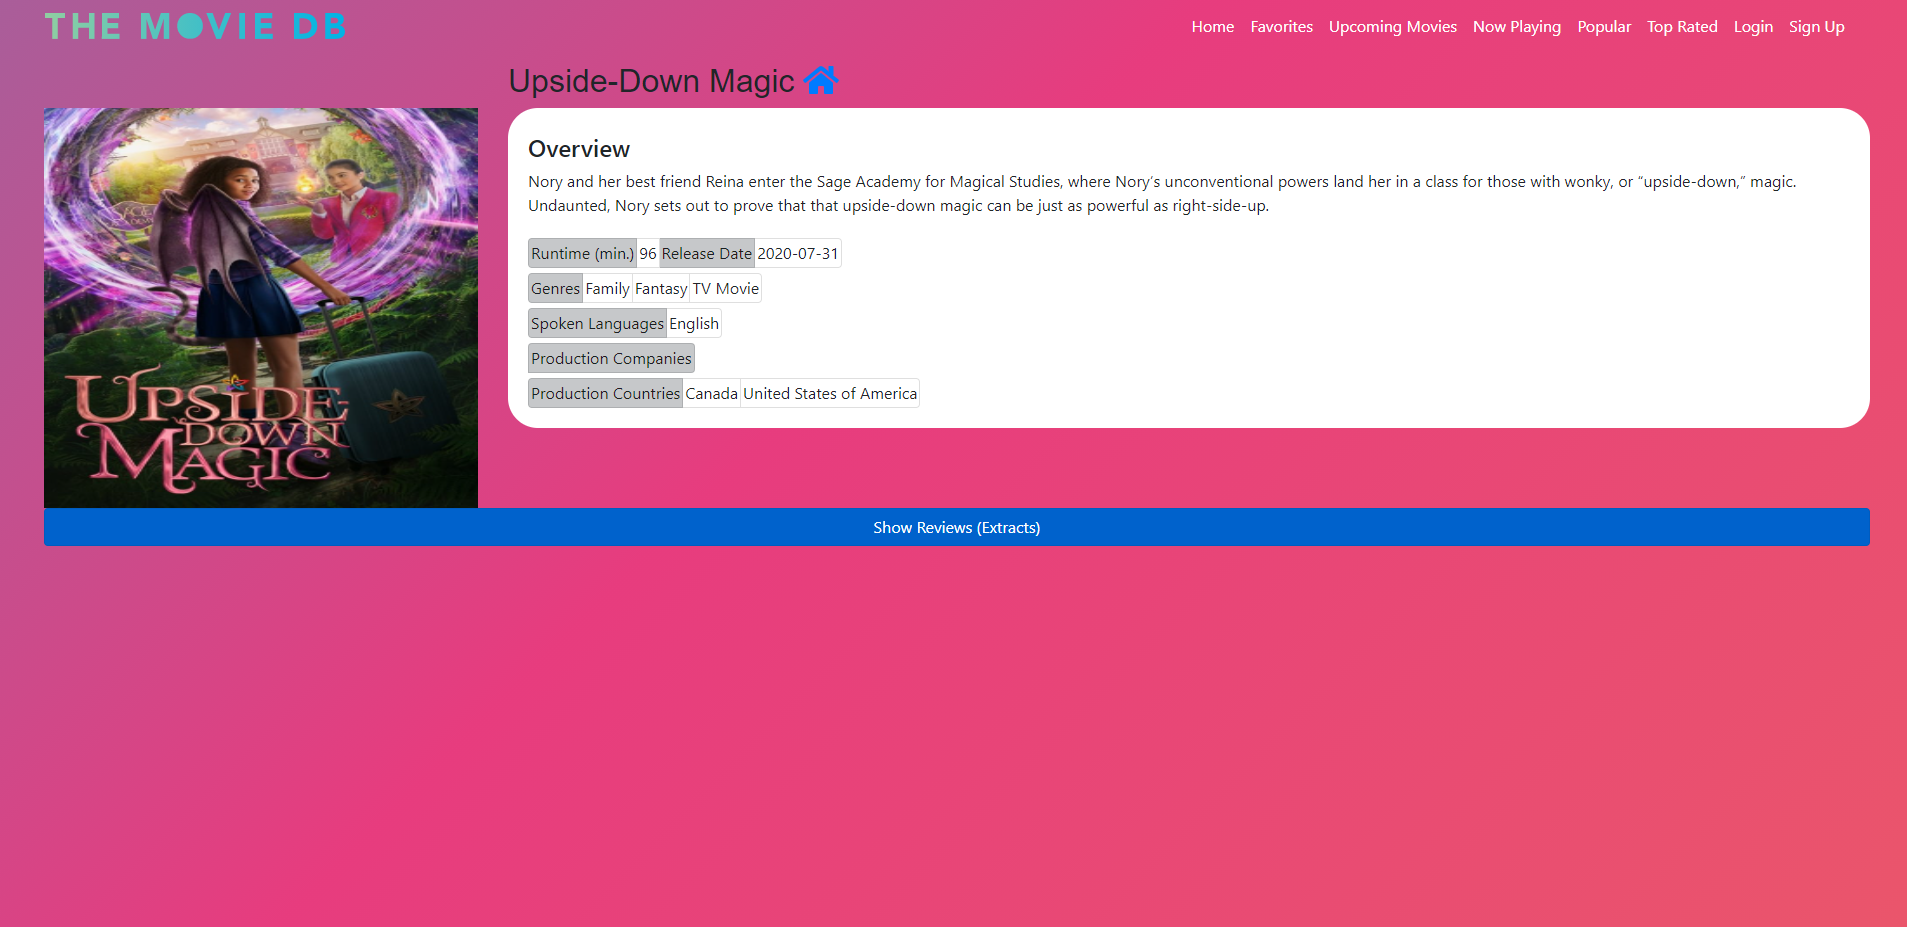 THE MOVIE DB
Home Favorites Upcoming Movies Now Playing Popular Top Rated Login Sign Up
Upside-Down Magic
UPSIDE-
DOWN
MAGIC
Overview
Nory and her best friend Reina enter the Sage Academy for Magical Studies, where Nory’s unconventional powers land her in a class for those with wonky, or “upside-down,” magic.
Undaunted, Nory sets out to prove that that upside-down magic can be just as powerful as right-side-up.
Runtime (min.) 96 Release Date 2020-07-31
Genres Family Fantasy TV Movie
Spoken Languages English
Production Companies
Production Countries Canada United States of America
Show Reviews (Extracts)